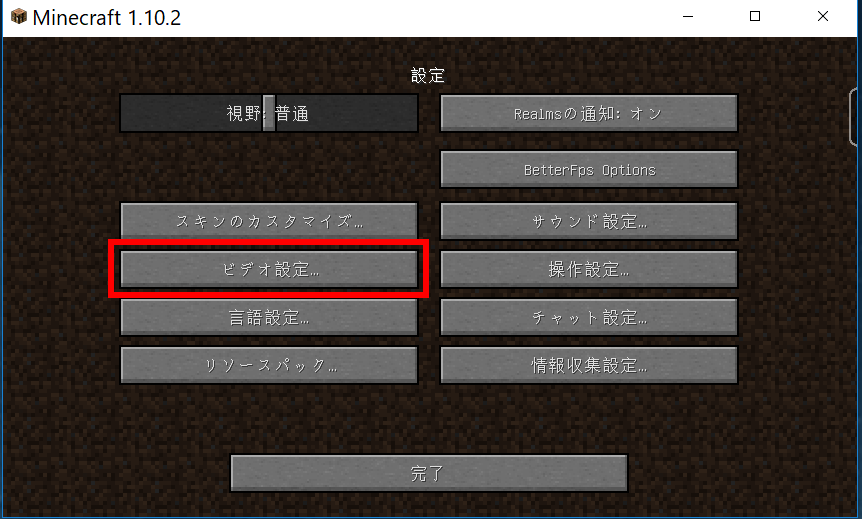 Minecraft 1.10.2
設定
視野: 普通
Realmsの通知: オン
BetterFps Options
スキンのカスタマイズ...
サウンド設定...
ビデオ設定...
操作設定...
言語設定...
チャット設定...
リソースパック...
情報収集設定...
完了